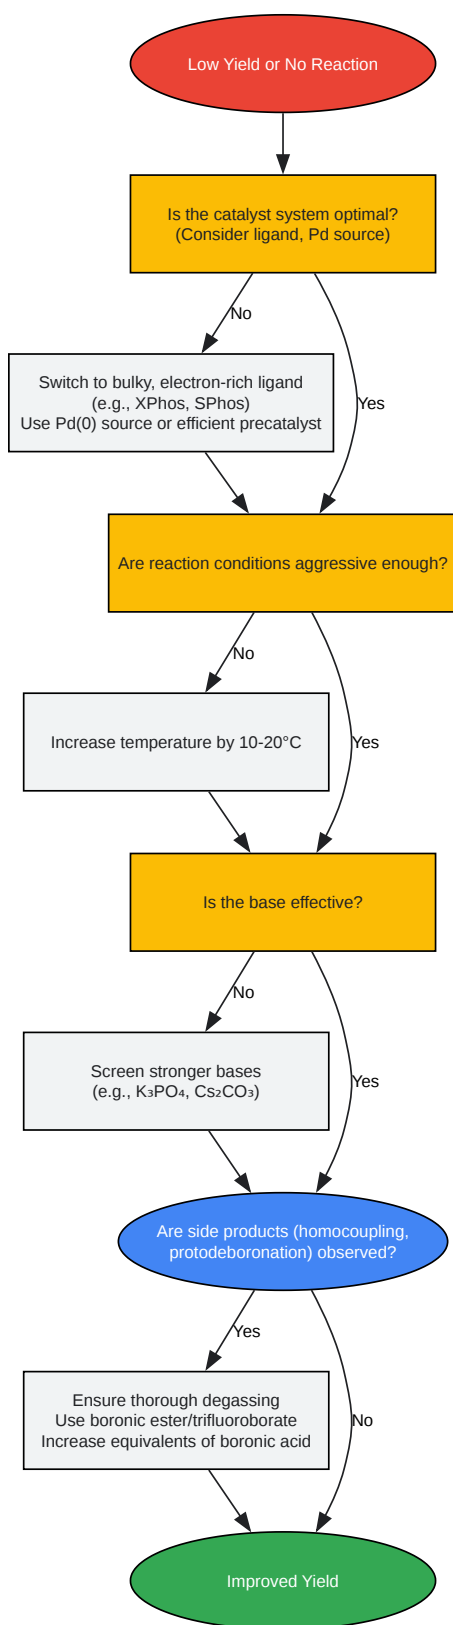 Low Yield or No Reaction
Is the catalyst system optimal?
(Consider ligand, Pd source)
No
Switch to bulky, electron-rich ligand
(e.g., XPhos, SPhos)
Use Pd(0) source or efficient precatalyst
Yes
Are reaction conditions aggressive enough?
No
Increase temperature by 10-20°C
Yes
Is the base effective?
No
Screen stronger bases
(e.g., K₃PO₄, Cs₂CO₃)
Yes
Are side products (homocoupling,
protodeboronation) observed?
Yes
Ensure thorough degassing
Use boronic ester/trifluoroborate
Increase equivalents of boronic acid
No
Improved Yield